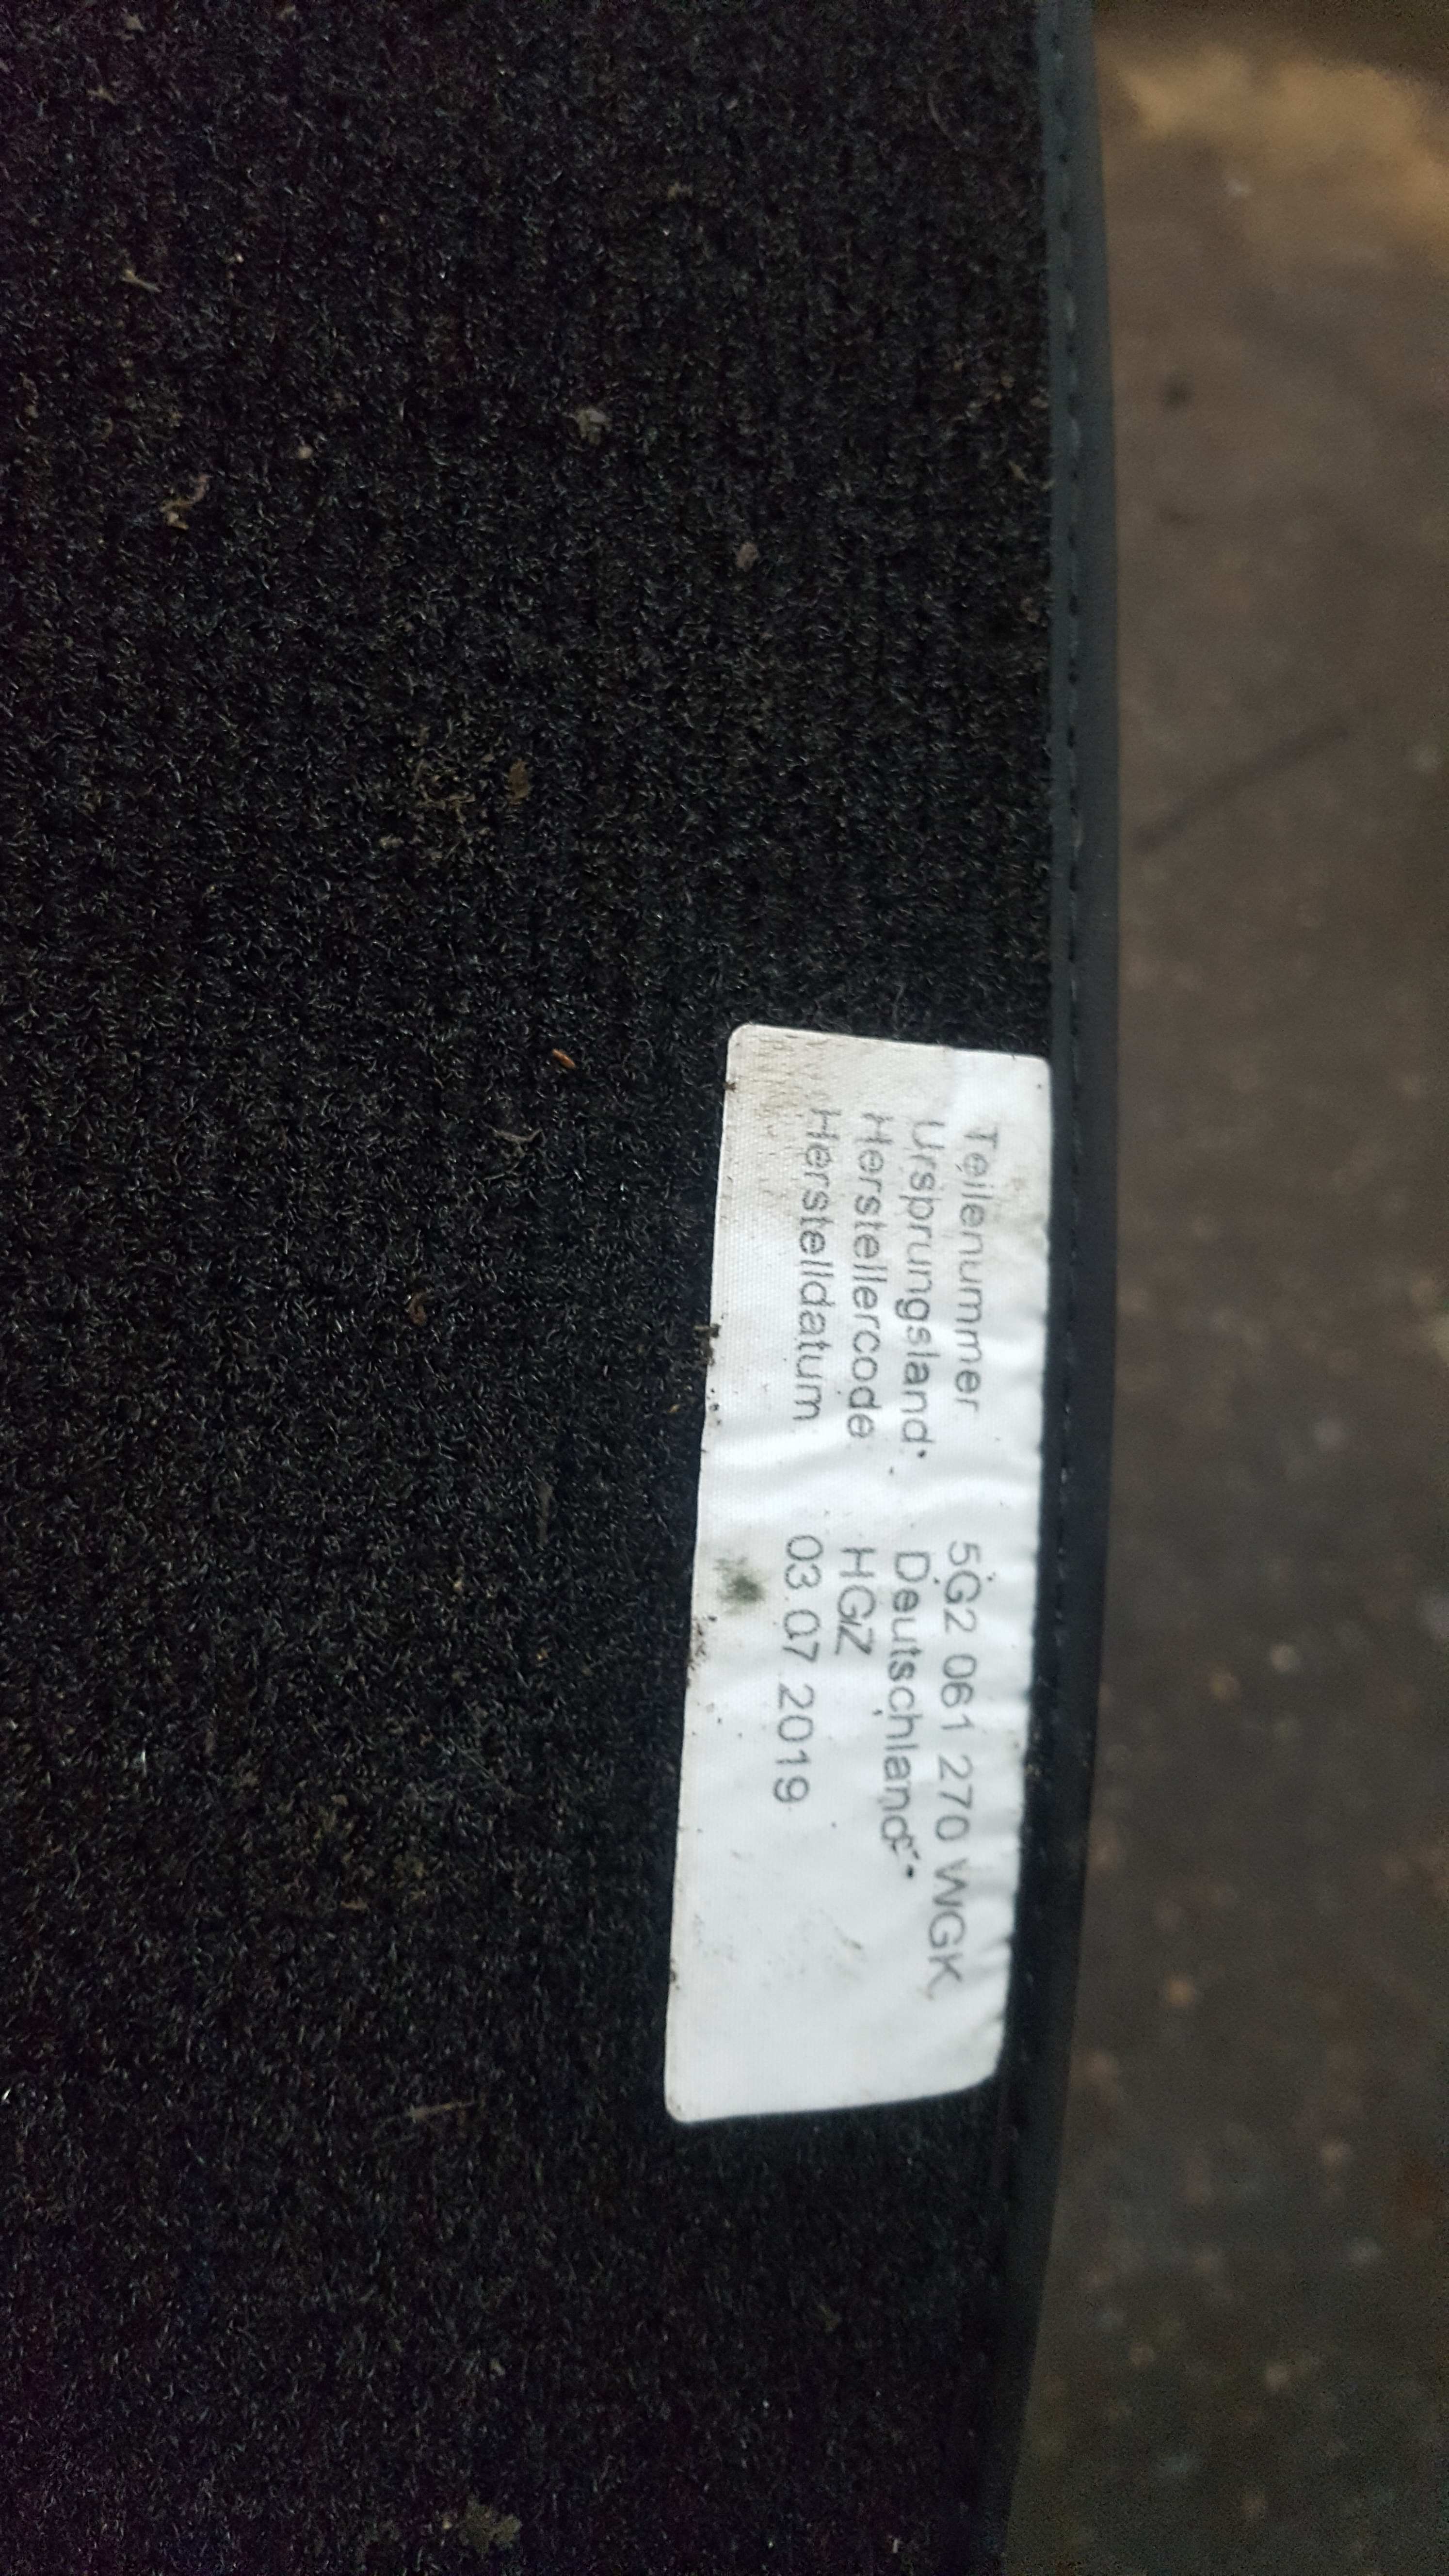 Teilenummer 5G2 061 270 WGK
Ursprungsland Deutschland
Herstellercode HGZ
Herstelldatum 03 07 2019